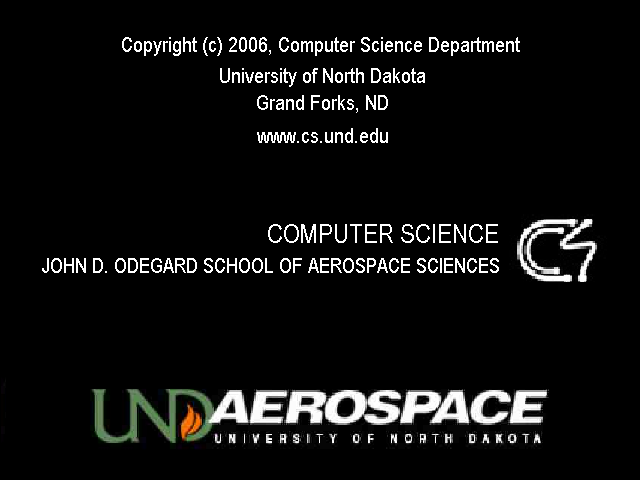 Copyright (c) 2006, Computer Science Department
University of North Dakota
Grand Forks, ND
www.cs.und.edu
COMPUTER SCIENCE
JOHN D. ODEGARD SCHOOL OF AEROSPACE SCIENCES
CS
UND AEROSPACE
UNIVERSITY OF NORTH DAKOTA